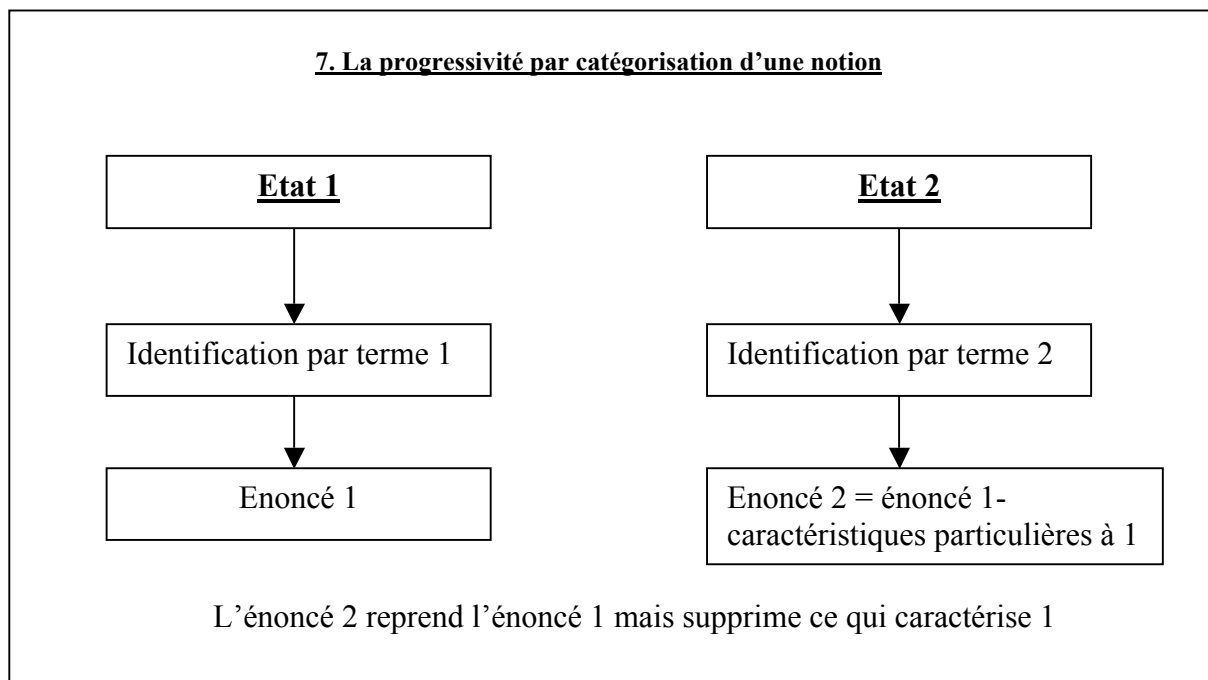 7. La progressivité par catégorisation d’une notion
Etat 1
Etat 2
Identification par terme 1
Identification par terme 2
Enoncé 1
Enoncé 2 = énoncé 1-
caractéristiques particulières à 1
L’énoncé 2 reprend l’énoncé 1 mais supprime ce qui caractérise 1